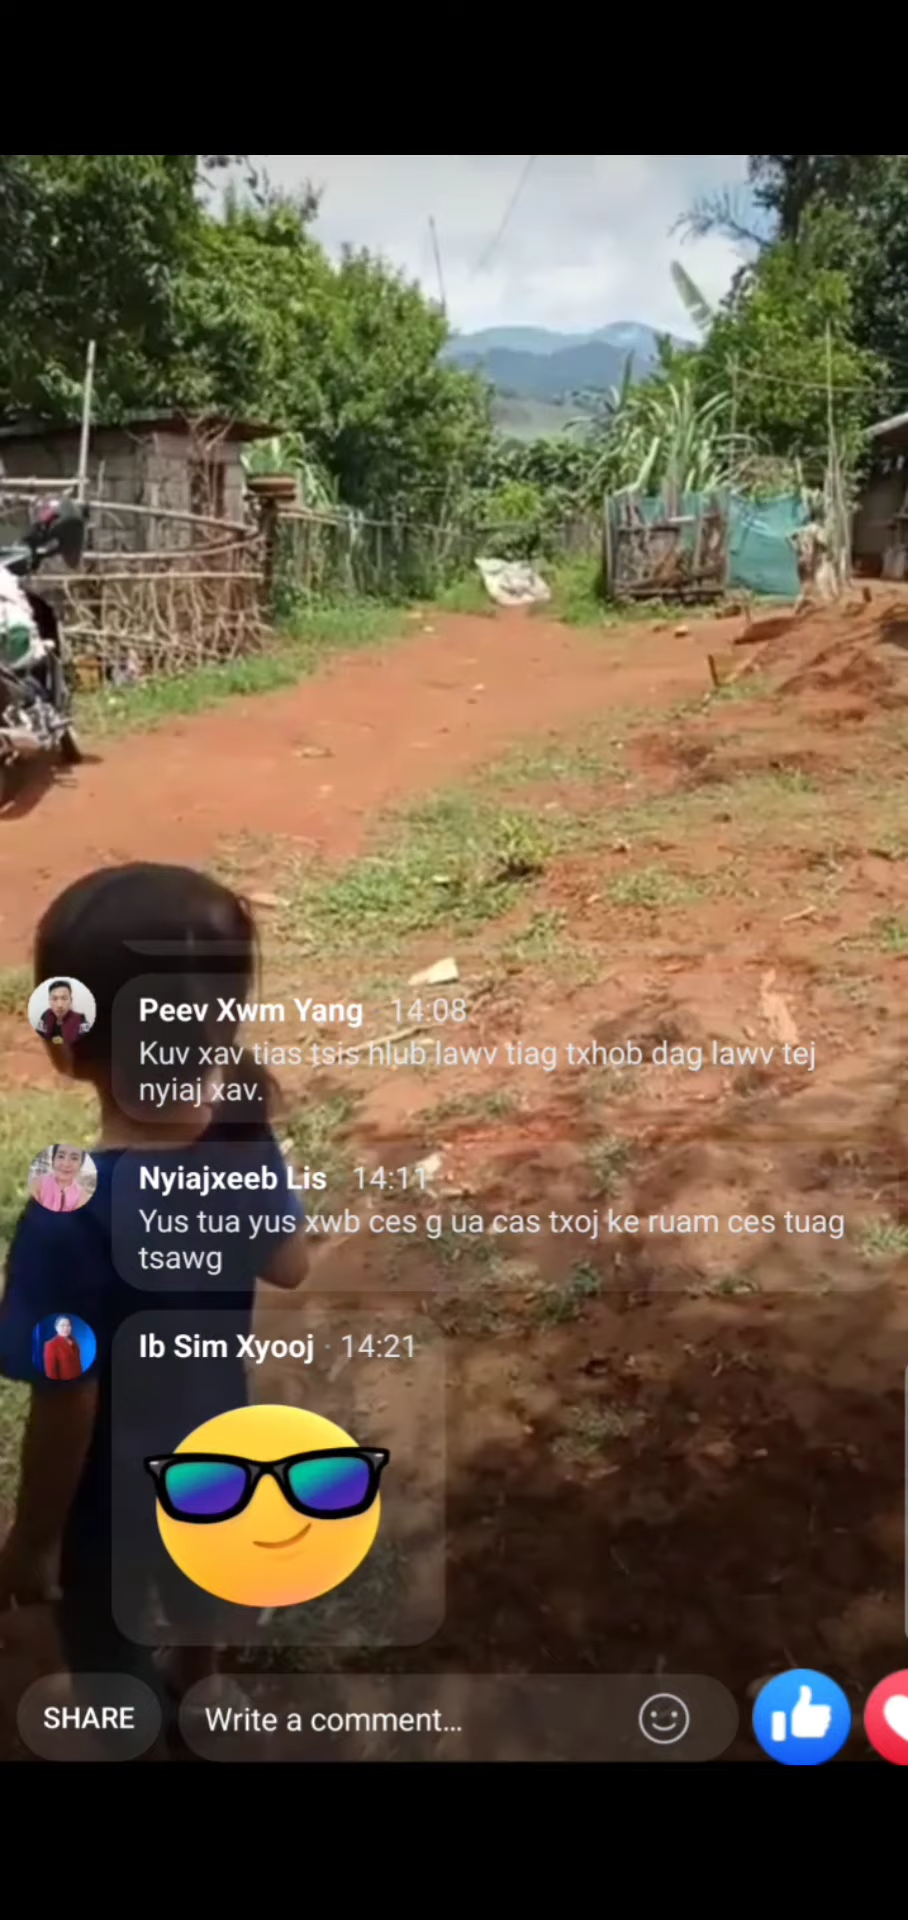 Peev Xwm Yang 14:08
Kuv xav tias tsis hlub lawv tiag txhob dag lawv tej
nyiaj xav.
Nyiajxeeb Lis 14:11
Yus tua yus xwb ces g ua cas txoj ke ruam ces tuag
tsawg
Ib Sim Xyooj · 14:21
SHARE Write a comment...